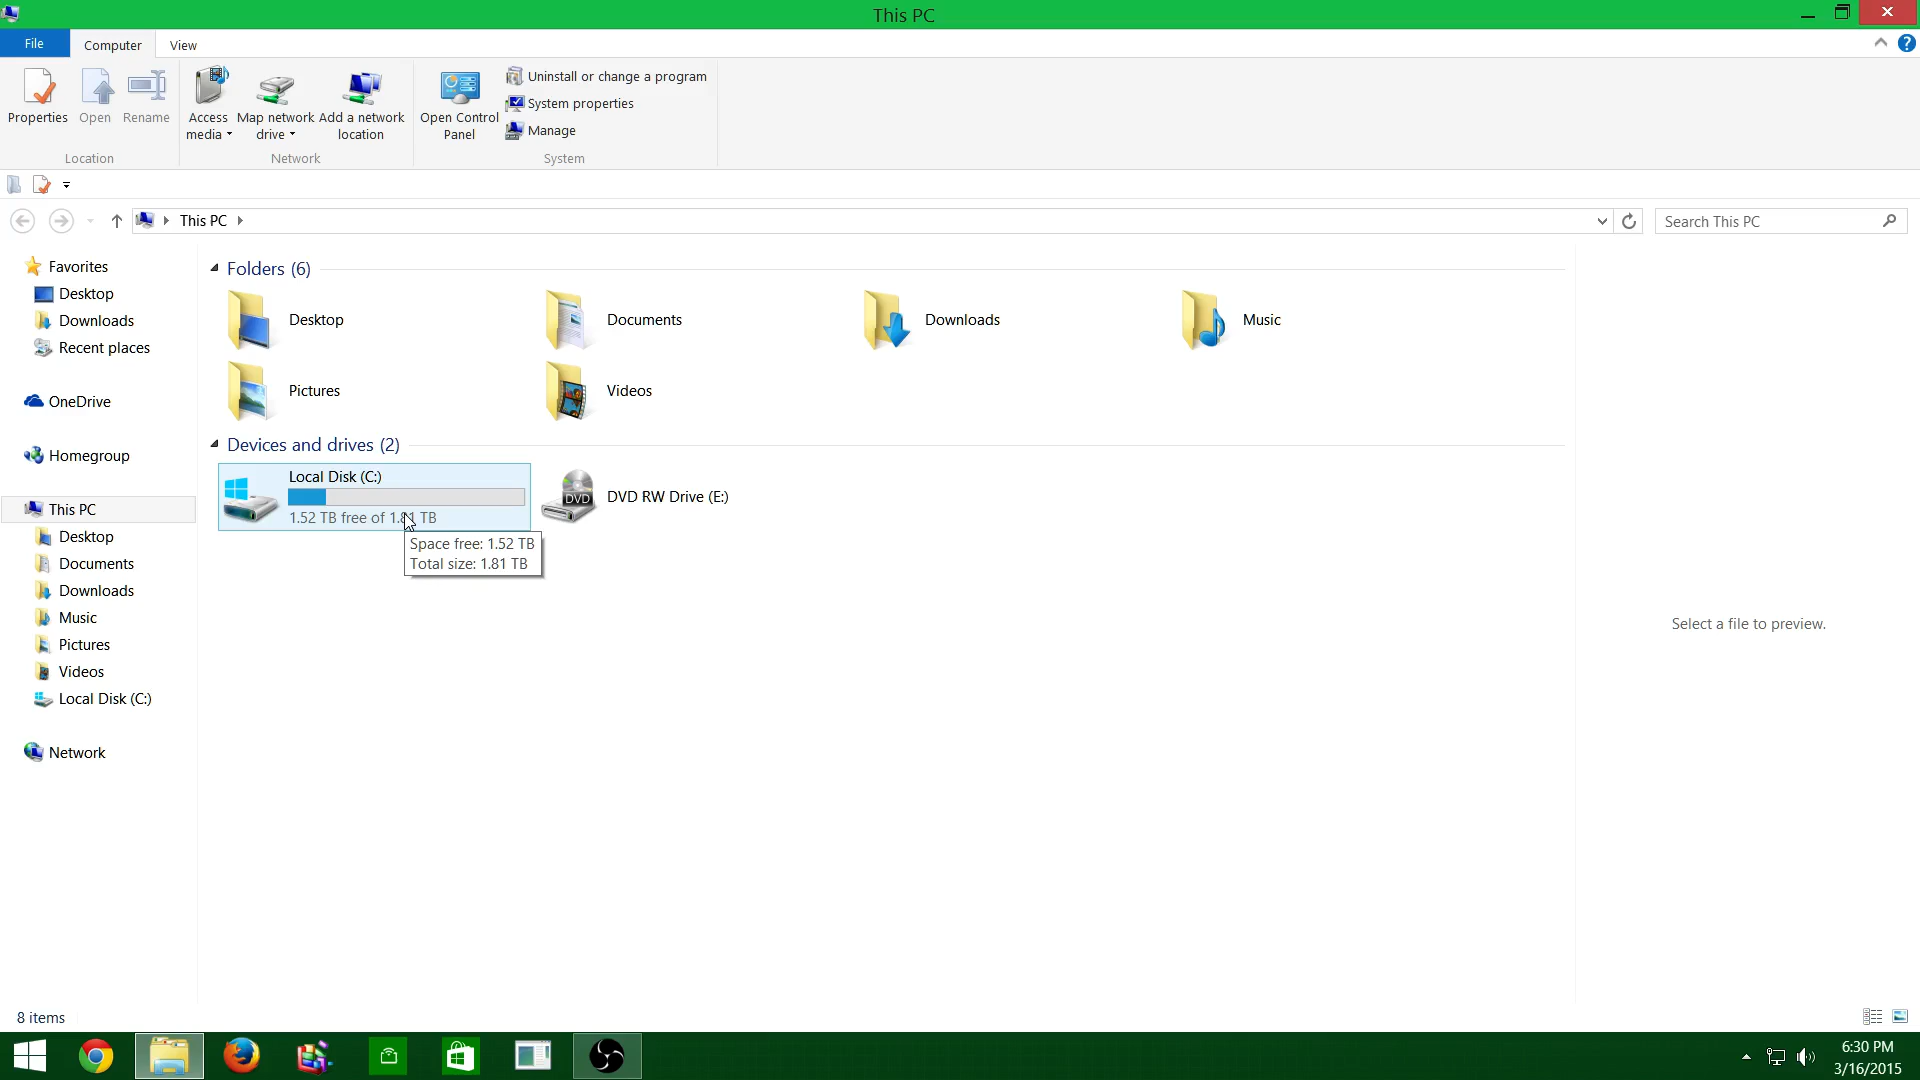 This PC
File
Computer
View
Properties
Open
Rename
Access
media
Map network
drive
Add a network
location
Open Control
Panel
Uninstall or change a program
System properties
Manage
Location
Network
System
This PC
Search This PC
Favorites
Desktop
Downloads
Recent places
OneDrive
Homegroup
This PC
Desktop
Documents
Downloads
Music
Pictures
Videos
Local Disk (C:)
Network
Folders (6)
Desktop
Documents
Downloads
Music
Pictures
Videos
Devices and drives (2)
Local Disk (C:)
1.52 TB free of 1.81 TB
DVD
DVD RW Drive (E:)
Space free: 1.52 TB
Total size: 1.81 TB
Select a file to preview.
8 items
6:30 PM
3/16/2015